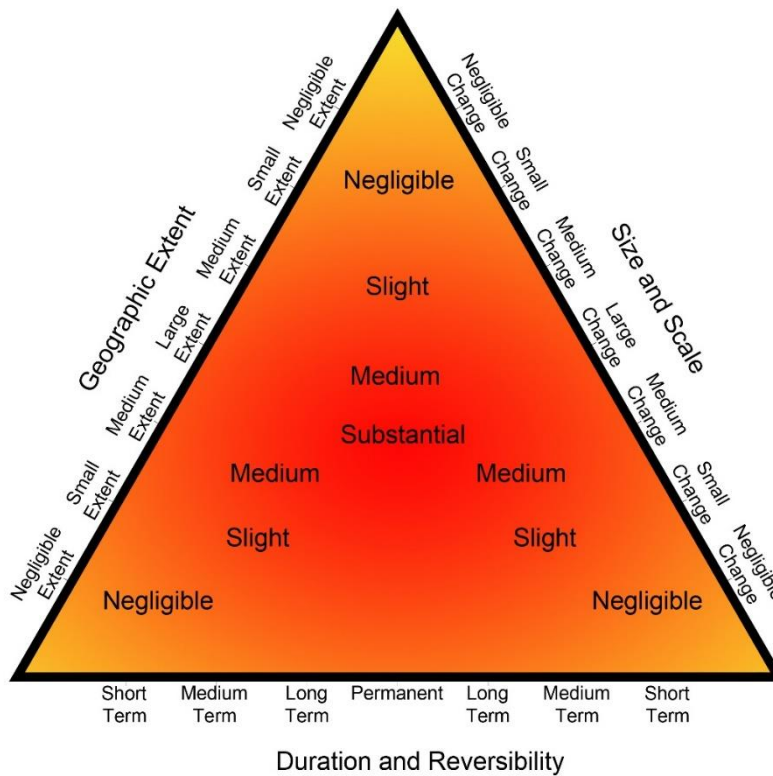 Geographic Extent
Negligible
Extent
Small
Extent
Medium
Extent
Large
Extent
Medium
Extent
Small
Extent
Negligible
Extent
Size and Scale
Negligible
Change
Small
Change
Medium
Change
Large
Change
Medium
Change
Small
Change
Negligible
Change
Negligible
Slight
Medium
Substantial
Medium Medium
Slight Slight
Negligible Negligible
Short
Term
Medium
Term
Long
Term
Permanent
Long
Term
Medium
Term
Short
Term
Duration and Reversibility